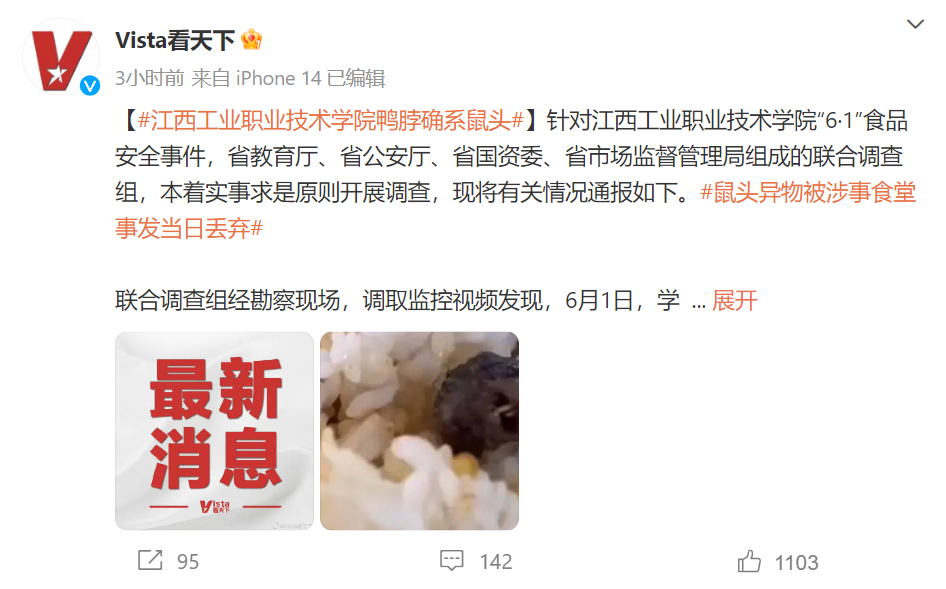 Vista看天下
3小时前 来自 iPhone 14 已编辑
【#江西工业职业技术学院鸭脖确系鼠头#】针对江西工业职业技术学院“6·1”食品
安全事件，省教育厅、省公安厅、省国资委、省市场监督管理局组成的联合调查
组，本着实事求是原则开展调查，现将有关情况通报如下。#鼠头异物被涉事食堂
事发当日丢弃#
联合调查组经勘察现场，调取监控视频发现，6月1日，学 ... 展开
最新
消息
Vista
看天下
95
142
1103